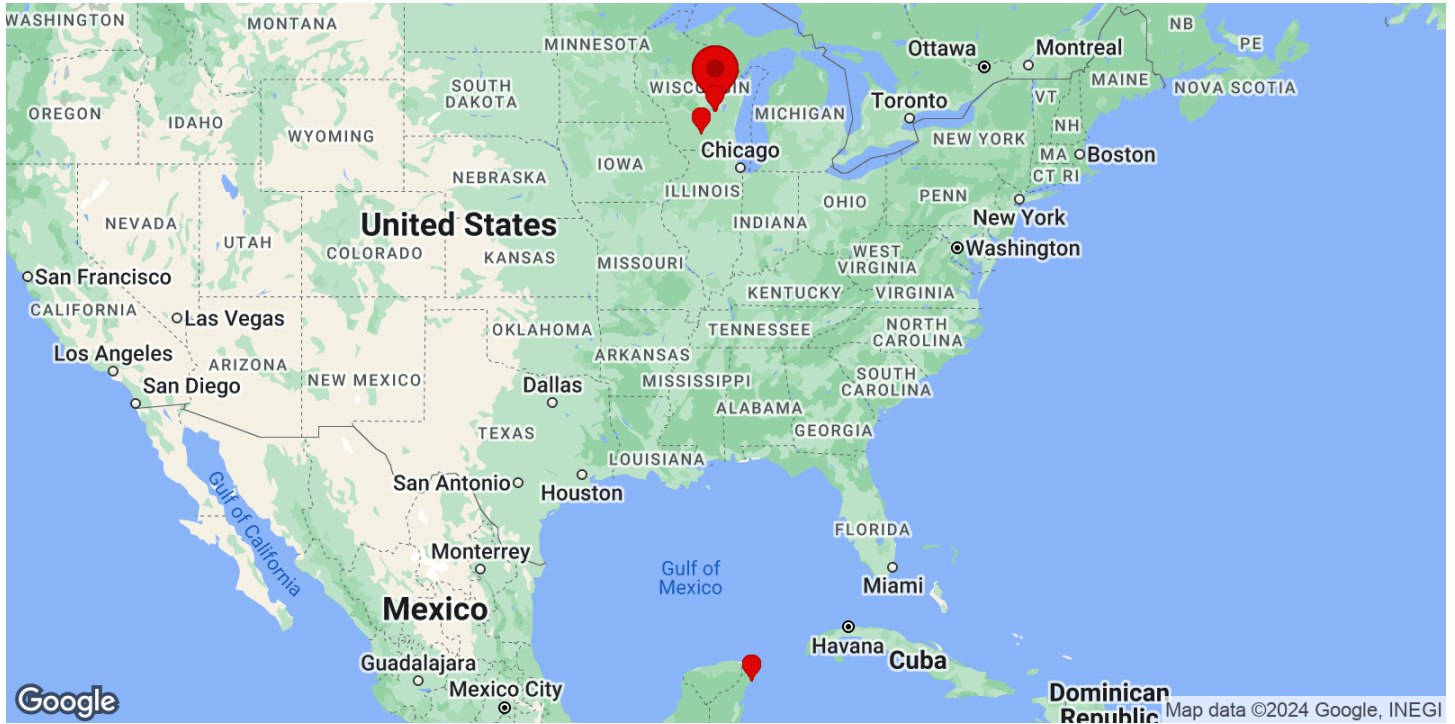 WASHINGTON
MONTANA
MINNESOTA
Ottawa
Montreal
NB
PE
MAINE
NOVA SCOTIA
OREGON
IDAHO
SOUTH
DAKOTA
WISCONSIN
MICHIGAN
Toronto
VT
NH
WYOMING
NEW YORK
MA
Boston
CT RI
IOWA
Chicago
NEBRASKA
ILLINOIS
OHIO
PENN
New York
NEVADA
UTAH
United States
COLORADO
KANSAS
MISSOURI
INDIANA
WEST
VIRGINIA
Washington
San Francisco
CALIFORNIA
Las Vegas
KENTUCKY
VIRGINIA
OKLAHOMA
TENNESSEE
NORTH
CAROLINA
Los Angeles
ARIZONA
NEW MEXICO
ARKANSAS
MISSISSIPPI
SOUTH
CAROLINA
San Diego
Dallas
ALABAMA
TEXAS
GEORGIA
LOUISIANA
San Antonio
Houston
Gulf of California
FLORIDA
Monterrey
Gulf of
Mexico
Miami
Mexico
Havana
Cuba
Guadalajara
Mexico City
Dominican
Republic
Google
Map data ©2024 Google, INEGI